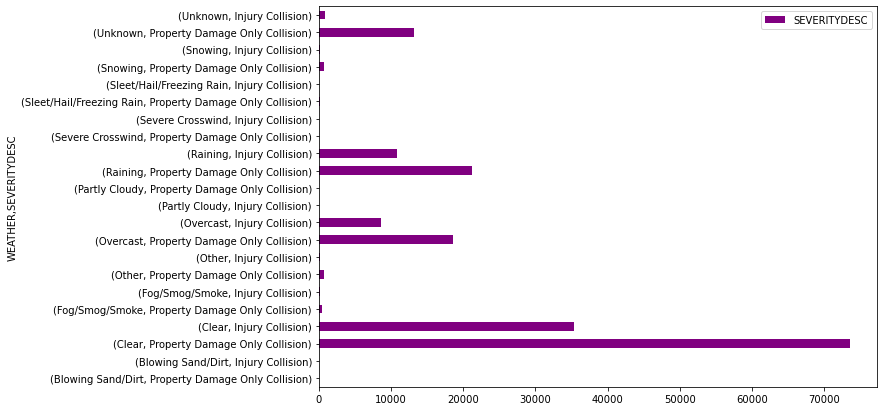 SEVERITYDESC
WEATHER,SEVERITYDESC
(Unknown, Injury Collision)
(Unknown, Property Damage Only Collision)
(Snowing, Injury Collision)
(Snowing, Property Damage Only Collision)
(Sleet/Hail/Freezing Rain, Injury Collision)
(Sleet/Hail/Freezing Rain, Property Damage Only Collision)
(Severe Crosswind, Injury Collision)
(Severe Crosswind, Property Damage Only Collision)
(Raining, Injury Collision)
(Raining, Property Damage Only Collision)
(Partly Cloudy, Property Damage Only Collision)
(Partly Cloudy, Injury Collision)
(Overcast, Injury Collision)
(Overcast, Property Damage Only Collision)
(Other, Injury Collision)
(Other, Property Damage Only Collision)
(Fog/Smog/Smoke, Injury Collision)
(Fog/Smog/Smoke, Property Damage Only Collision)
(Clear, Injury Collision)
(Clear, Property Damage Only Collision)
(Blowing Sand/Dirt, Injury Collision)
(Blowing Sand/Dirt, Property Damage Only Collision)
0 10000 20000 30000 40000 50000 60000 70000